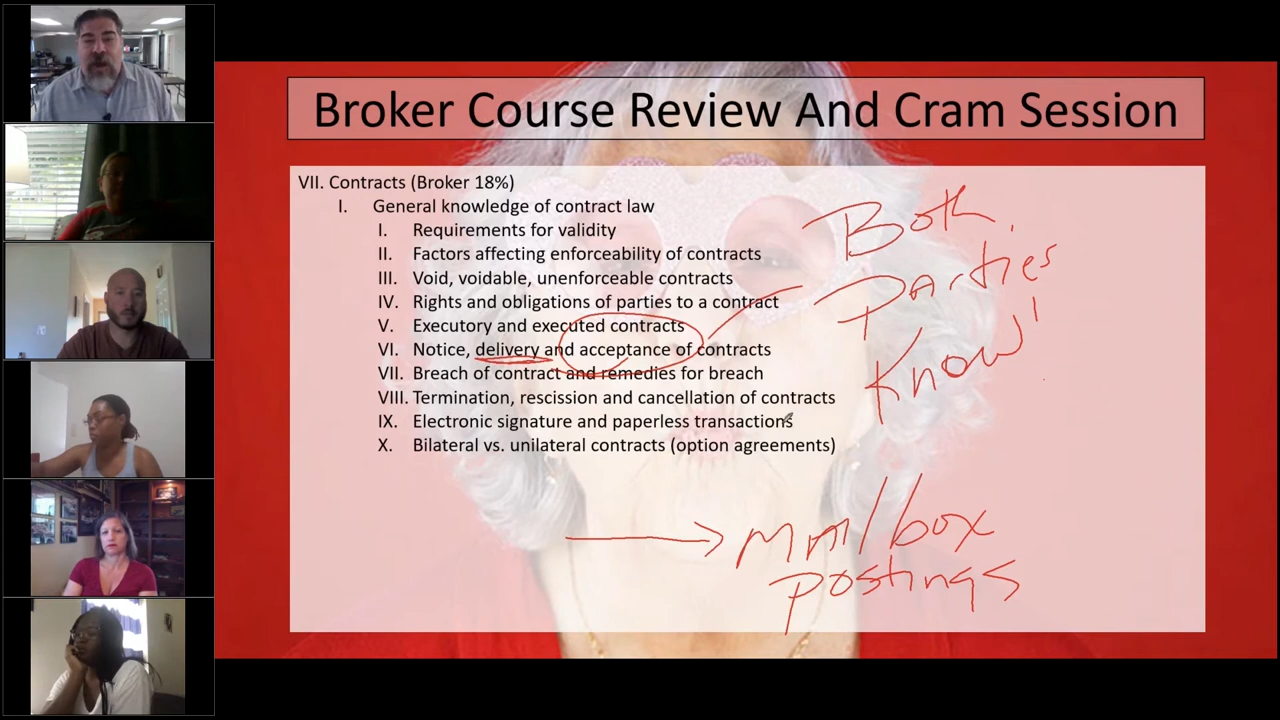 Broker Course Review And Cram Session
VII. Contracts (Broker 18%)
I. General knowledge of contract law
I. Requirements for validity
II. Factors affecting enforceability of contracts
III. Void, voidable, unenforceable contracts
IV. Rights and obligations of parties to a contract
V. Executory and executed contracts
VI. Notice, delivery and acceptance of contracts
VII. Breach of contract and remedies for breach
VIII. Termination, rescission and cancellation of contracts
IX. Electronic signature and paperless transactions
X. Bilateral vs. unilateral contracts (option agreements)
Both
Parties
Know!
mailbox
postings